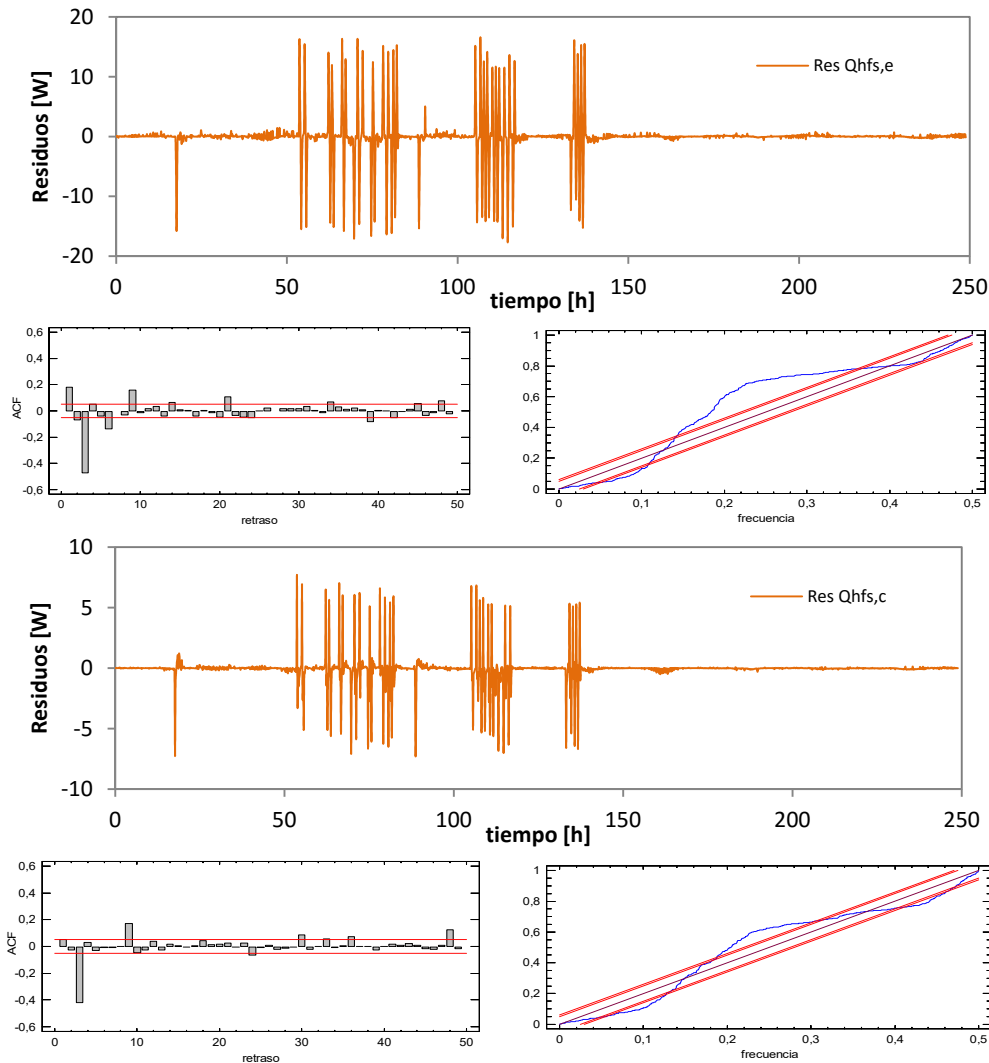 20
10
0
-10
-20
Residuos [W]
Res Qhfs,e
0 50 100 150 200 250
tiempo [h]
0,6
0,4
0,2
0
-0,2
-0,4
-0,6
ACF
0 10 20 30 40 50
retraso
1
0,8
0,6
0,4
0,2
0
0 0,1 0,2 0,3 0,4 0,5
frecuencia
10
5
0
-5
-10
Residuos [W]
Res Qhfs,c
0 50 100 150 200 250
tiempo [h]
0,6
0,4
0,2
0
-0,2
-0,4
-0,6
ACF
0 10 20 30 40 50
retraso
1
0,8
0,6
0,4
0,2
0
0 0,1 0,2 0,3 0,4 0,5
frecuencia